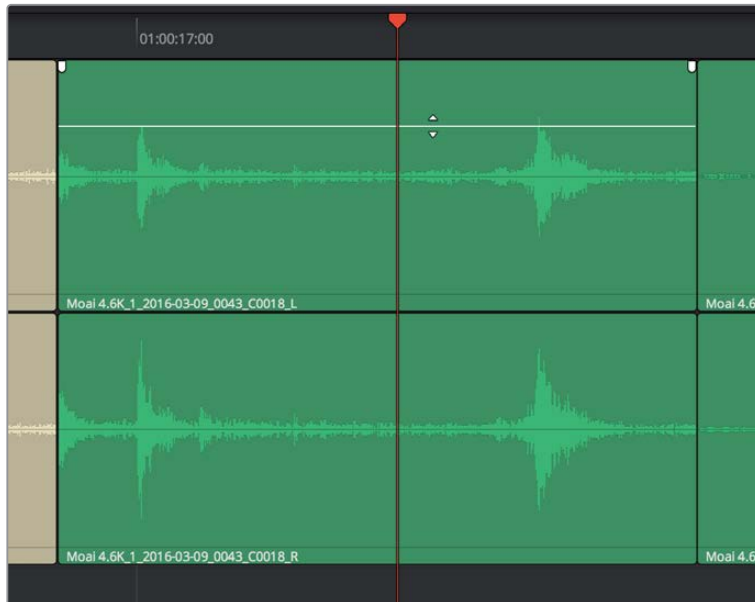 01:00:17:00
Moai 4.6K_1_2016-03-09_0043_C0018_L
Moai 4.6
Moai 4.6K_1_2016-03-09_0043_C0018_R
Moai 4.6